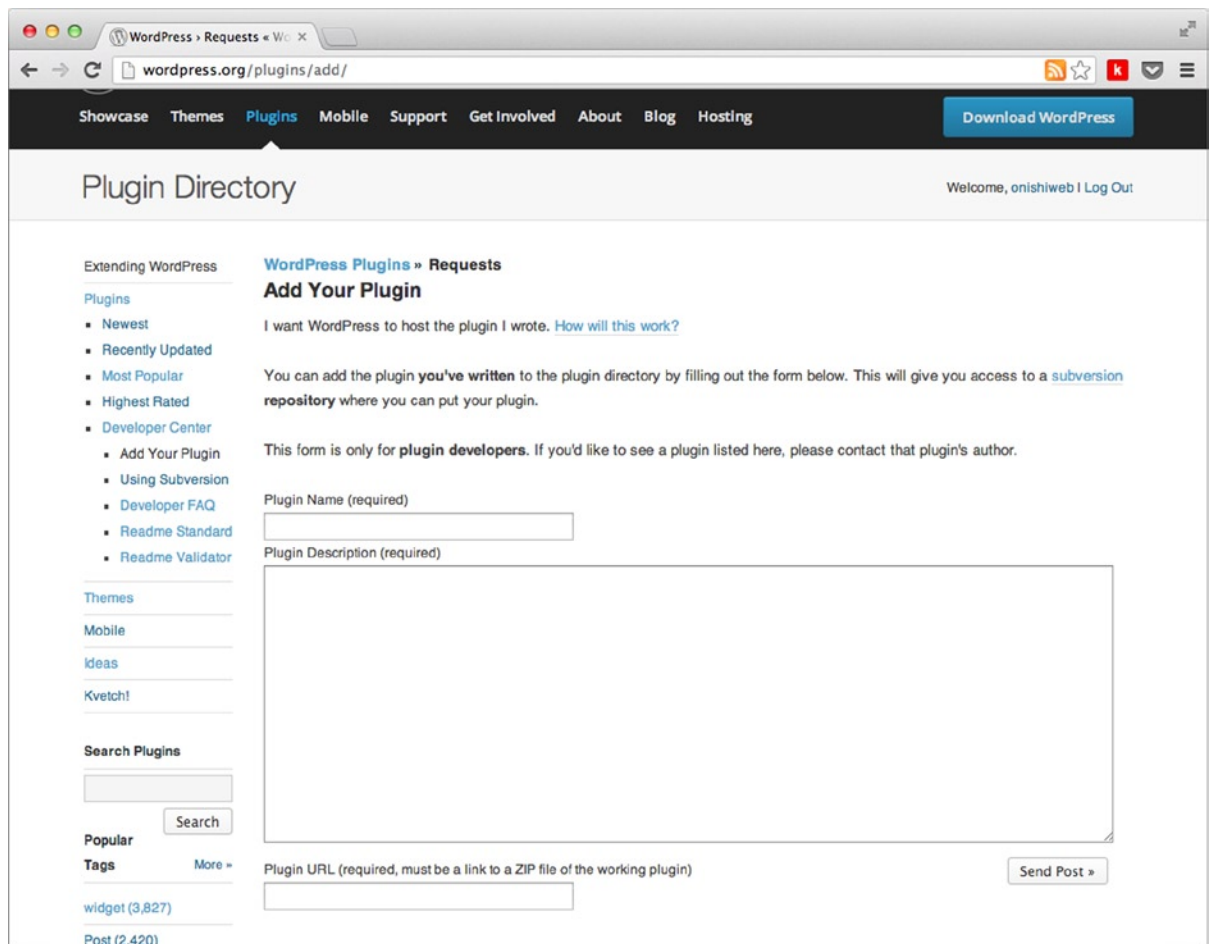 WordPress › Requests « Wo
wordpress.org/plugins/add/
Showcase Themes Plugins Mobile Support Get Involved About Blog Hosting
Download WordPress
Plugin Directory
Welcome, onishiweb | Log Out
Extending WordPress
Plugins
Newest
Recently Updated
Most Popular
Highest Rated
Developer Center
Add Your Plugin
Using Subversion
Developer FAQ
Readme Standard
Readme Validator
Themes
Mobile
Ideas
Kvetch!
Search Plugins
Search
Popular
Tags
More »
widget (3,827)
Post (2,420)
WordPress Plugins » Requests
Add Your Plugin
I want WordPress to host the plugin I wrote. How will this work?
You can add the plugin you've written to the plugin directory by filling out the form below. This will give you access to a subversion
repository where you can put your plugin.
This form is only for plugin developers. If you'd like to see a plugin listed here, please contact that plugin's author.
Plugin Name (required)
Plugin Description (required)
Plugin URL (required, must be a link to a ZIP file of the working plugin)
Send Post »